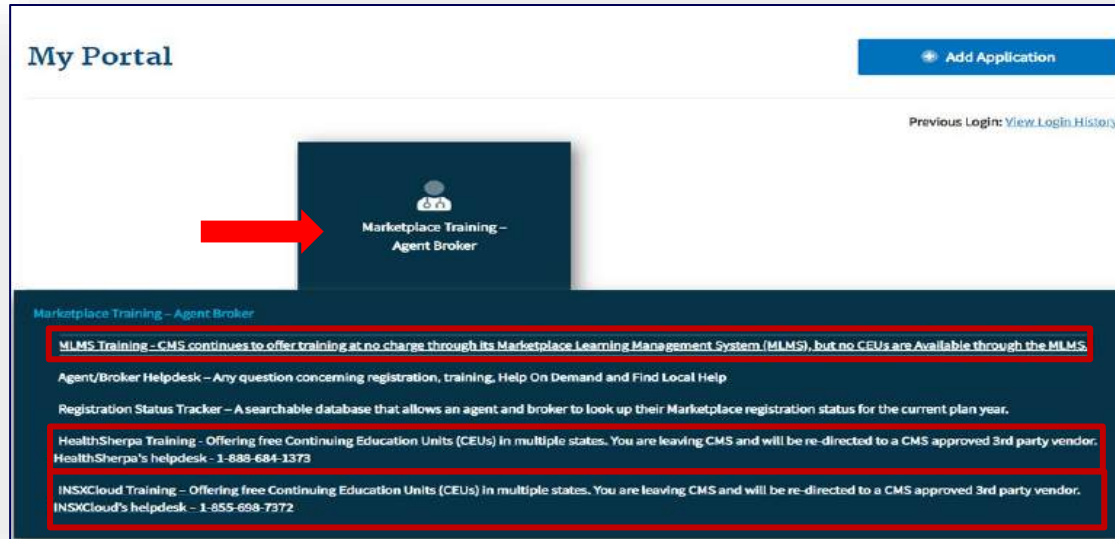 My Portal
Add Application
Previous Login: View Login History
Marketplace Training –
Agent Broker
Marketplace Training – Agent Broker
MLMS Training - CMS continues to offer training at no charge through its Marketplace Learning Management System (MLMS), but no CEUs are Available through the MLMS.
Agent/Broker Helpdesk – Any question concerning registration, training, Help On Demand and Find Local Help
Registration Status Tracker – A searchable database that allows an agent and broker to look up their Marketplace registration status for the current plan year.
HealthSherpa Training - Offering free Continuing Education Units (CEUs) in multiple states. You are leaving CMS and will be re-directed to a CMS approved 3rd party vendor.
HealthSherpa's helpdesk - 1-888-684-1373
INSXCloud Training – Offering free Continuing Education Units (CEUs) in multiple states. You are leaving CMS and will be re-directed to a CMS approved 3rd party vendor.
INSXCloud's helpdesk – 1-855-698-7372